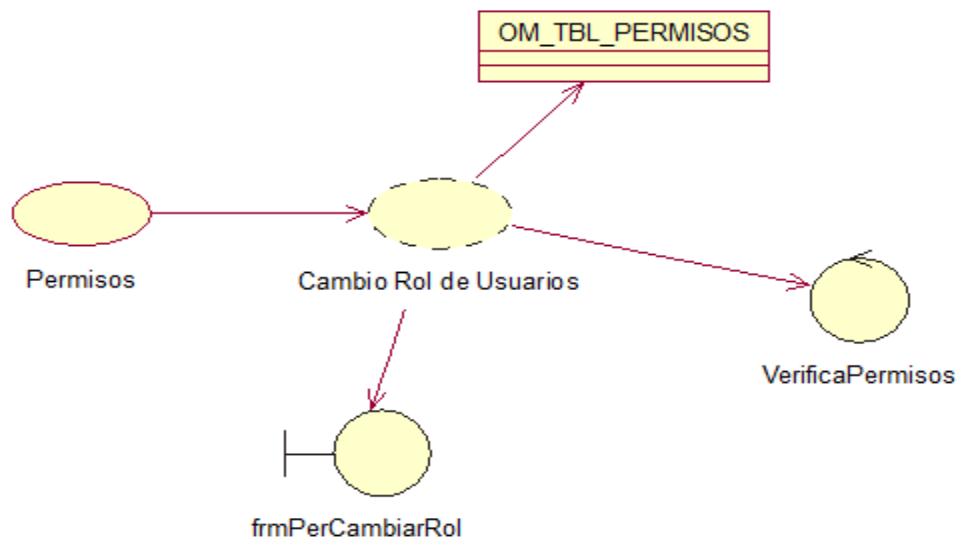 OM_TBL_PERMISOS
Permisos
Cambio Rol de Usuarios
VerificaPermisos
frmPerCambiarRol